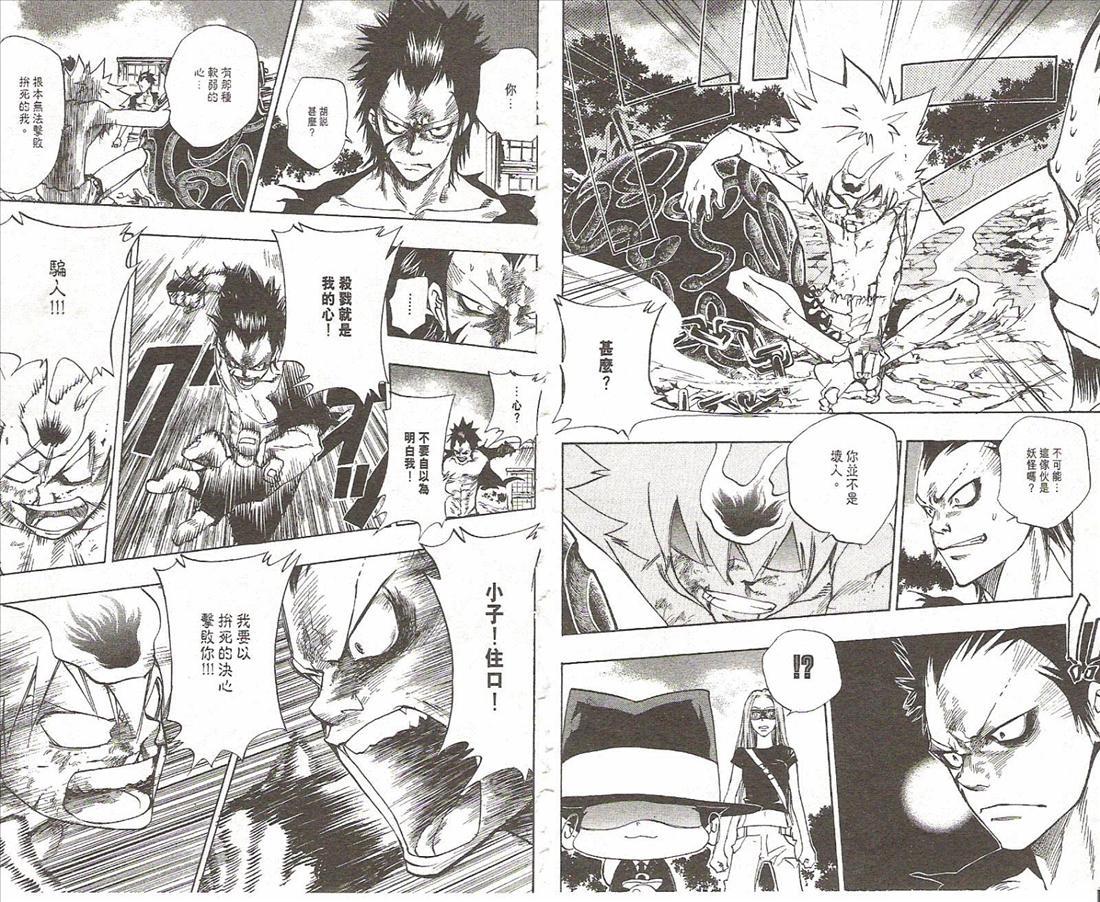 甚麼?
不可能…
這傢伙是
妖怪嗎?
你並不是
壞人。
!?
你…
胡說
甚麼?
有那種
軟弱的
心…
根本無法擊敗
拚死的我。
……
…心?
不要自以為
明白我!
殺戮就是
我的心!
騙人!!!
小子!住口!
我要以
拚死的決心
擊敗你!!!